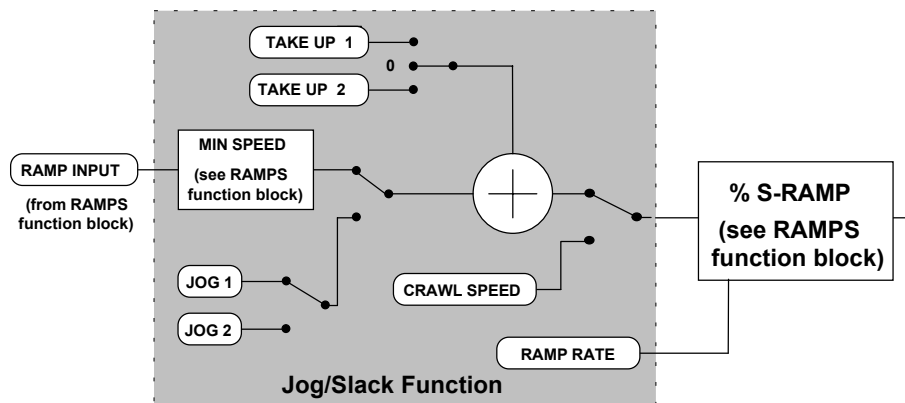 TAKE UP 1
0
TAKE UP 2
MIN SPEED
(see RAMPS
function block)
RAMP INPUT
(from RAMPS
function block)
% S-RAMP
(see RAMPS
function block)
JOG 1
CRAWL SPEED
JOG 2
RAMP RATE
Jog/Slack Function